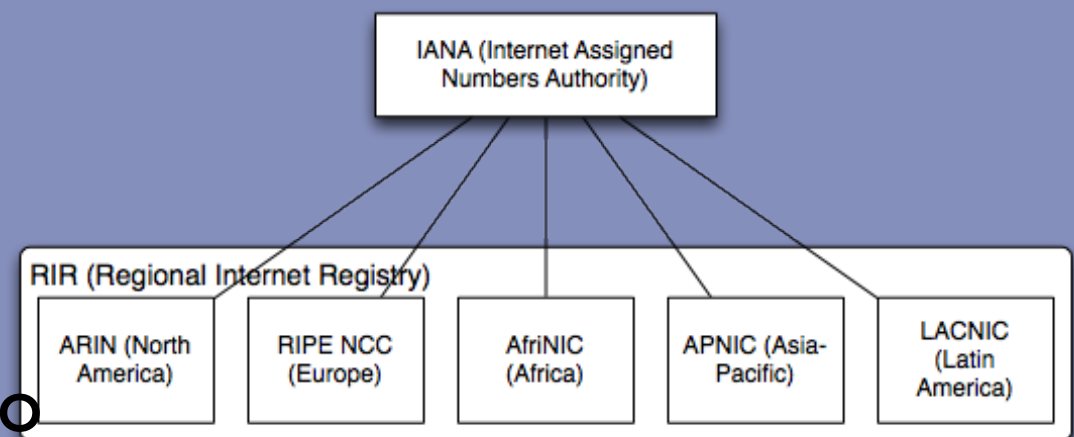 IANA (Internet Assigned
Numbers Authority)
RIR (Regional Internet Registry)
ARIN (North
America)
RIPE NCC
(Europe)
AfriNIC
(Africa)
APNIC (Asia-
Pacific)
LACNIC
(Latin
America)